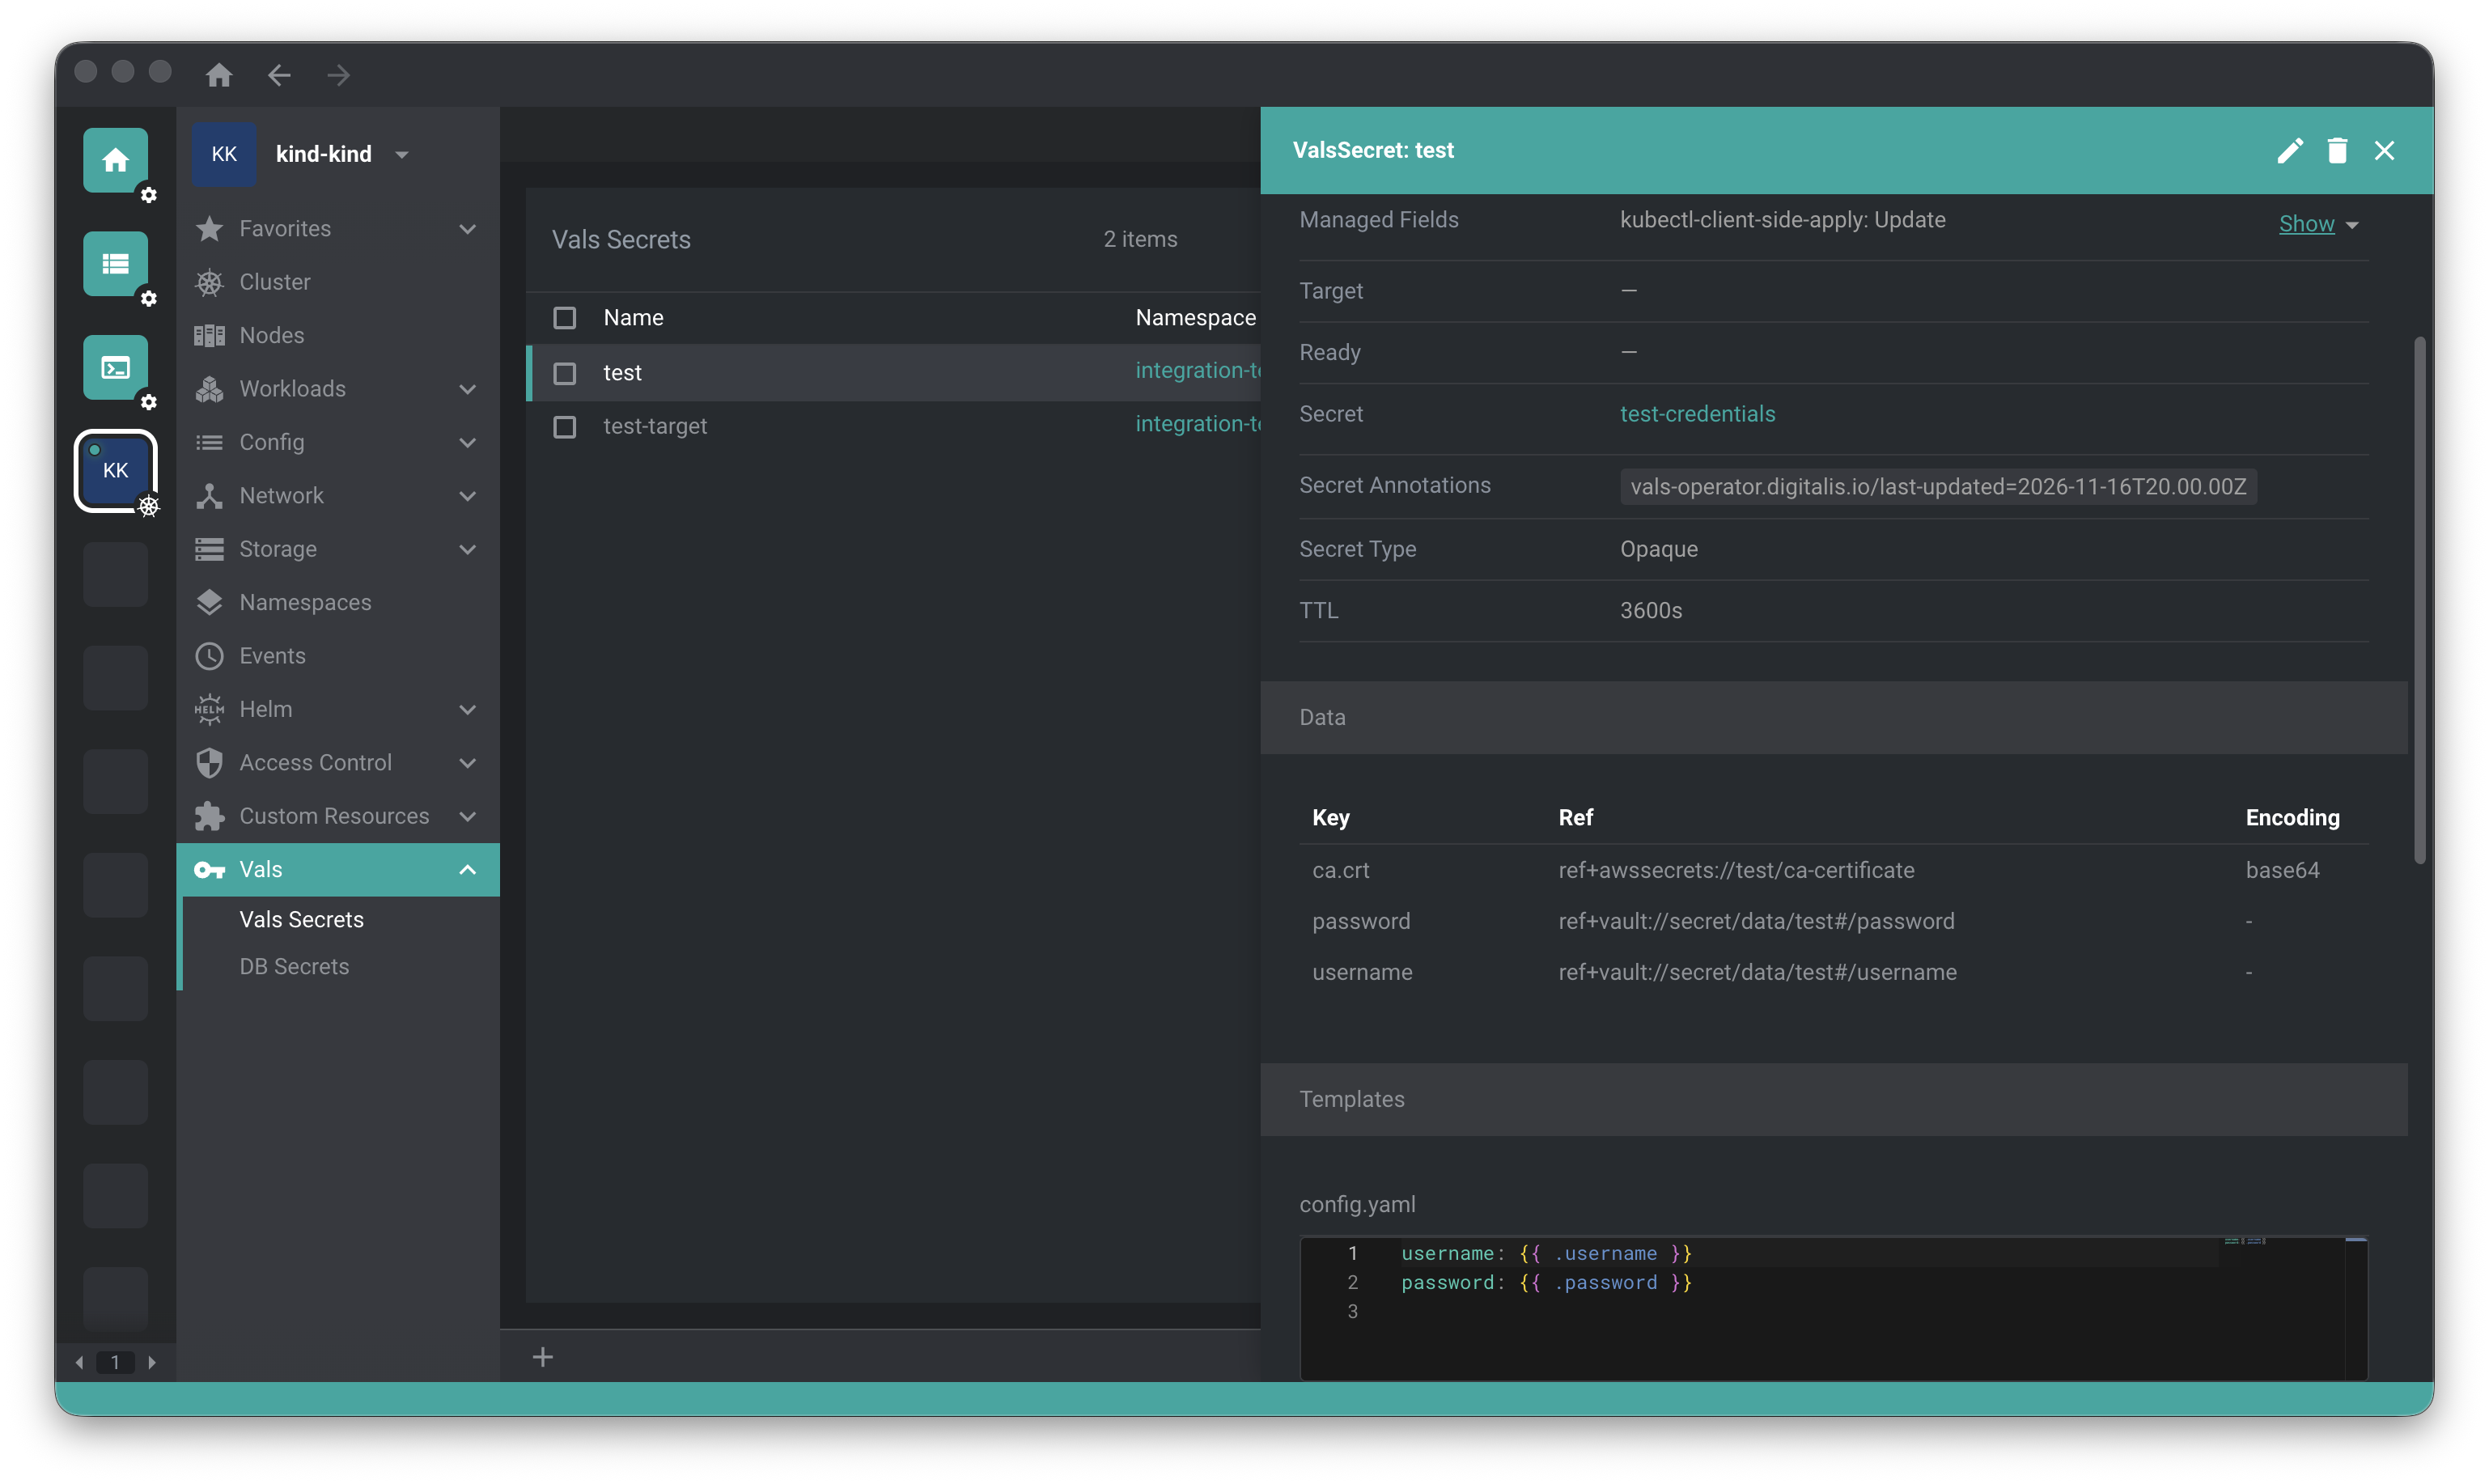 KK
kind-kind
Favorites
Cluster
Nodes
Workloads
Config
Network
Storage
Namespaces
Events
HELM
Helm
Access Control
Custom Resources
Vals
Vals Secrets
DB Secrets
KK
1
Vals Secrets
2 items
Name Namespace
test integration-te
test-target integration-te
ValsSecret: test
Managed Fields kubectl-client-side-apply: Update Show
Target —
Ready —
Secret test-credentials
Secret Annotations vals-operator.digitalis.io/last-updated=2026-11-16T20.00.00Z
Secret Type Opaque
TTL 3600s
Data
Key Ref Encoding
ca.crt ref+awssecrets://test/ca-certificate base64
password ref+vault://secret/data/test#/password -
username ref+vault://secret/data/test#/username -
Templates
config.yaml
1 username: {{ .username }}
2 password: {{ .password }}
3